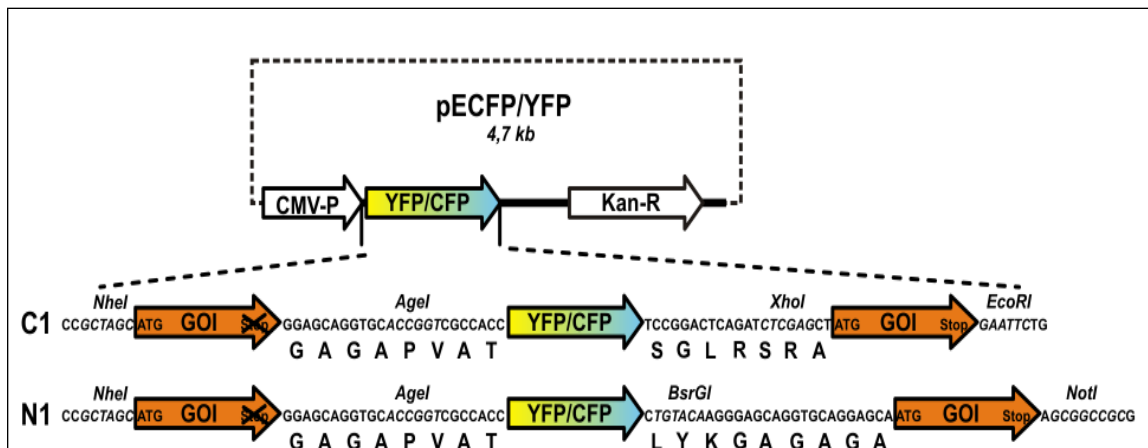 pECFP/YFP
4,7 kb
CMV-P YFP/CFP Kan-R
NheI AgeI XhoI EcoRI
C1 CCGCTAGC ATG GOI Stop GGAGCAGGTGCACCGGTCGCCACC YFP/CFP TCCGGACTCAGATCTCGAGCT ATG GOI Stop GAATTCTG
G A G A P V A T S G L R S R A
NheI AgeI BsrGI NotI
N1 CCGCTAGC ATG GOI Stop GGAGCAGGTGCACCGGTCGCCACC YFP/CFP CTGTACAAGGGAGCAGGTGCAGGAGCA ATG GOI Stop AGCGGCCGCG
G A G A P V A T L Y K G A G A G A